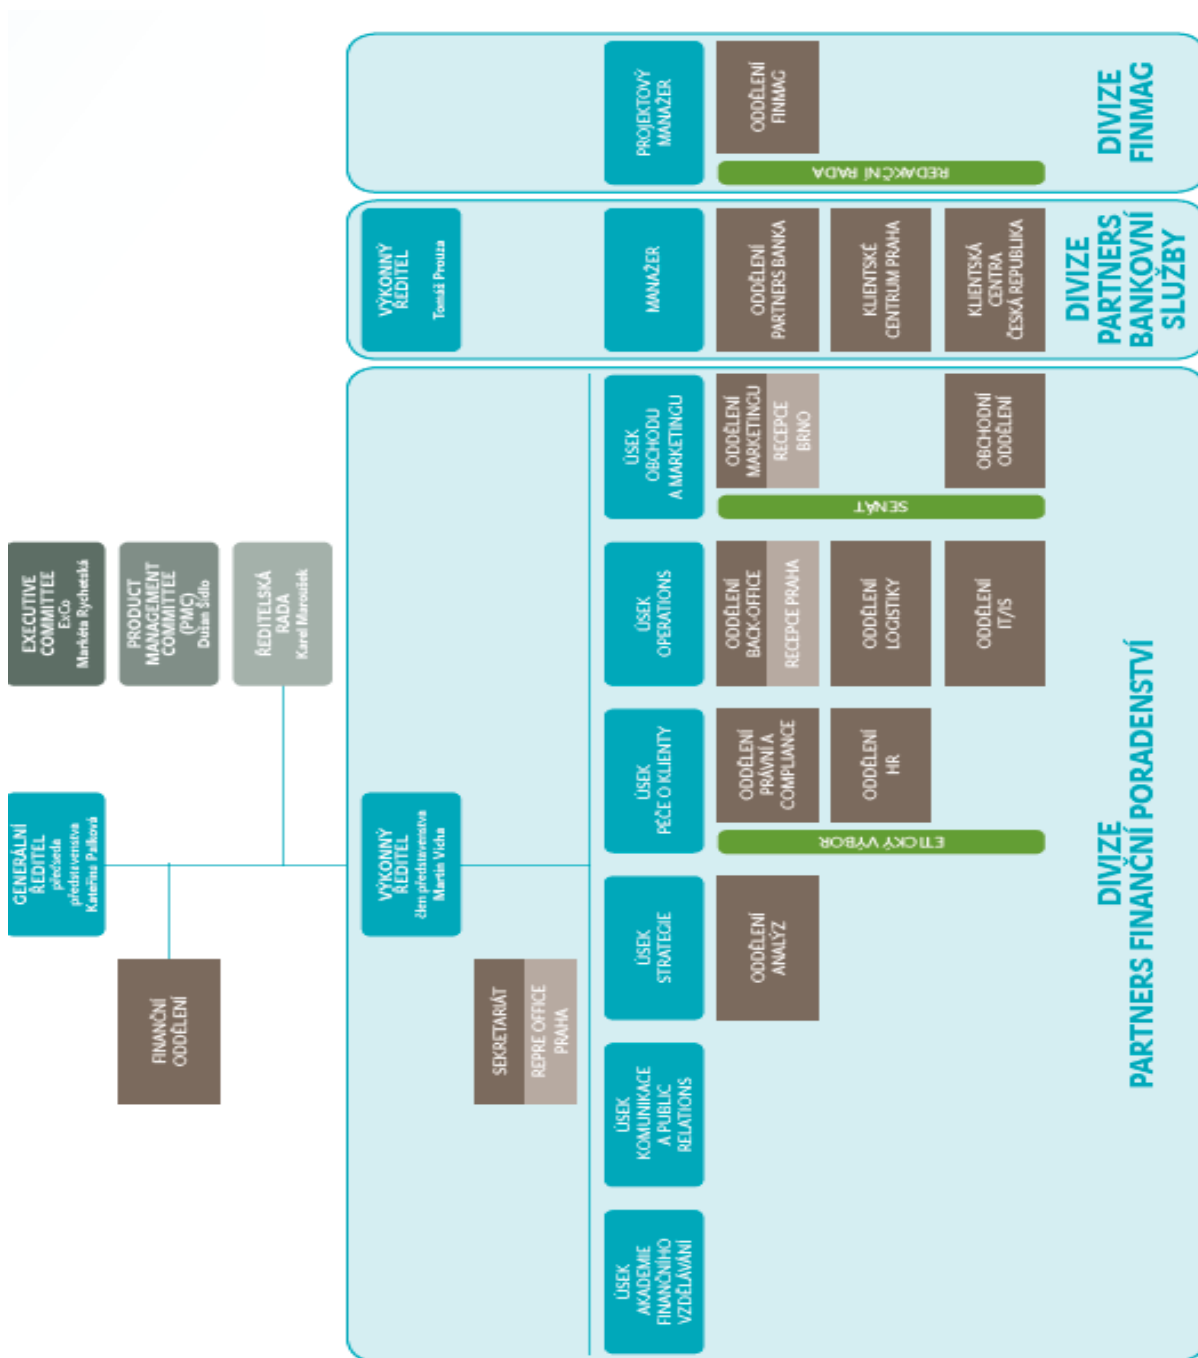 GENERÁLNÍ
ŘEDITEL
předseda
představenstva
Kateřina Palková
EXECUTIVE
COMMITTEE
ExCo
Markéta Rychetská
FINANČNÍ
ODDĚLENÍ
PRODUCT
MANAGEMENT
COMMITTEE
(PMC)
Dušan Šídlo
ŘEDITELSKÁ
RADA
Karel Maroušek
VÝKONNÝ
ŘEDITEL
člen představenstva
Martin Vícha
VÝKONNÝ
ŘEDITEL
Tomáš Prouza
SEKRETARIÁT
REPRE OFFICE
PRAHA
ÚSEK
AKADEMIE
FINANČNÍHO
VZDĚLÁVÁNÍ
ÚSEK
KOMUNIKACE
A PUBLIC
RELATIONS
ÚSEK
STRATEGIE
ÚSEK
PÉČE O KLIENTY
ÚSEK
OPERATIONS
ÚSEK
OBCHODU
A MARKETINGU
MANAŽER
PROJEKTOVÝ
MANAŽER
ODDĚLENÍ
ANALÝZ
ETICKÝ VÝBOR
ODDĚLENÍ
PRÁVNÍ A
COMPLIANCE
ODDĚLENÍ
HR
ODDĚLENÍ
BACK-OFFICE
RECEPCE PRAHA
ODDĚLENÍ
LOGISTIKY
ODDĚLENÍ
IT/IS
SENÁT
ODDĚLENÍ
MARKETINGU
RECEPCE
BRNO
OBCHODNÍ
ODDĚLENÍ
ODDĚLENÍ
PARTNERS BANKA
KLIENTSKÉ
CENTRUM PRAHA
KLIENTSKÁ
CENTRA
ČESKÁ REPUBLIKA
REDAKČNÍ RADA
ODDĚLENÍ
FINMAG
DIVIZE
PARTNERS FINANČNÍ PORADENSTVÍ
DIVIZE
PARTNERS
BANKOVNÍ
SLUŽBY
DIVIZE
FINMAG